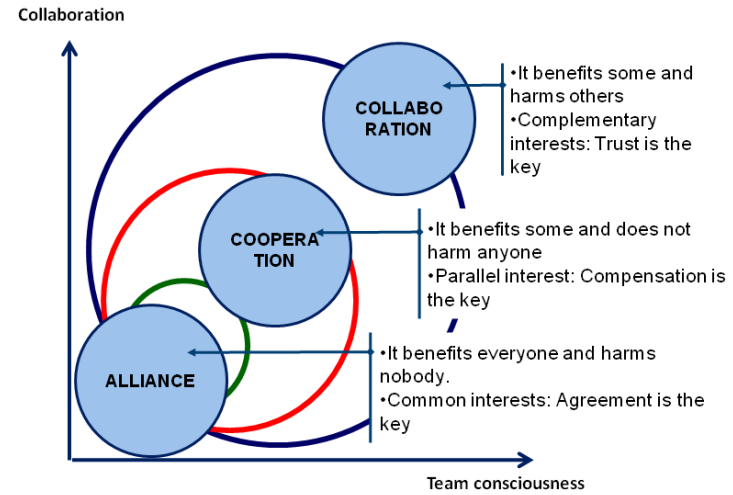 Collaboration
COLLABO
RATION
•It benefits some and
harms others
•Complementary
interests: Trust is the
key
COOPERA
TION
•It benefits some and does not
harm anyone
•Parallel interest: Compensation is
the key
ALLIANCE
•It benefits everyone and harms
nobody.
•Common interests: Agreement is the
key
Team consciousness